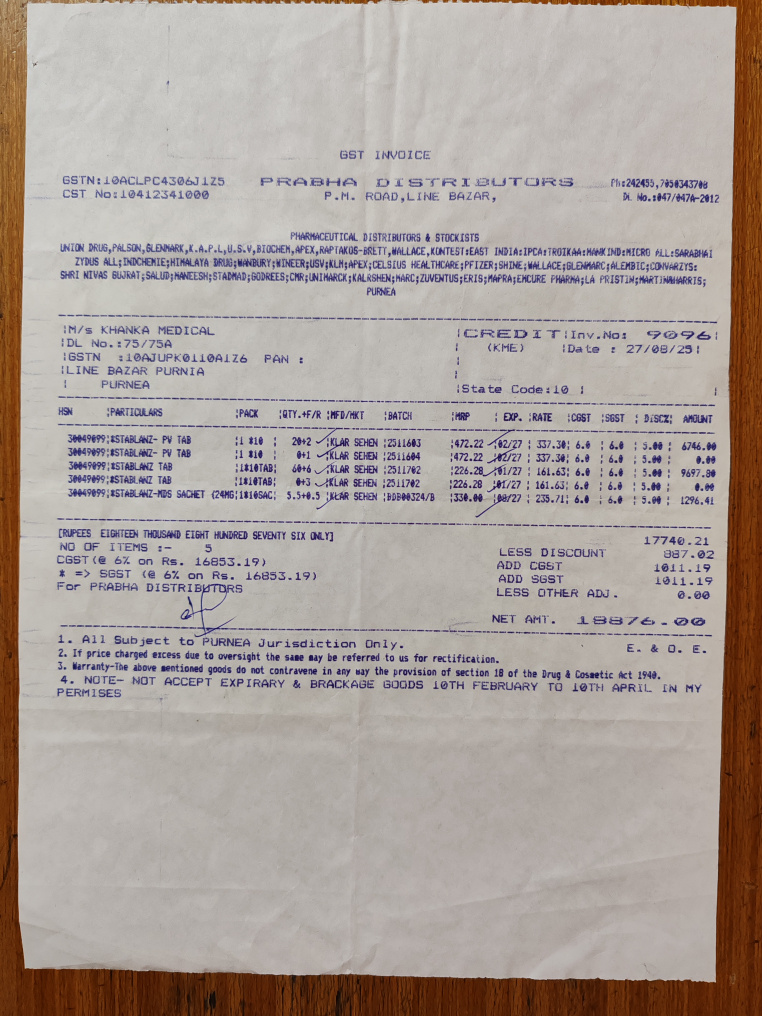 GST INVOICE
GSTN:10ACLPC4306J1Z5 PRABHA DISTRIBUTORS Ph:242455,7050343708
CST No:10412341000 P.M. ROAD,LINE BAZAR, DL No.:047/047A-2012
PHARMACEUTICAL DISTRIBUTORS & STOCKISTS
UNION DRUG,PALSON,GLENMARK,K.A.P.L,U.S.V,BIOCHEM,APEX,RAPTAKOS-BRETT,WALLACE,KONTEST:EAST INDIA:IPCA:TROIKAA:MANKIND:MICRO ALL:SARABHAI
ZYDUS ALL;INDCHEMIE;HIMALAYA DRUG;WANBURY;WINEER;USV;KLM;APEX;CELSIUS HEALTHCARE;PFIZER;SHINE;WALLACE;GLENMARC;ALEMBIC;CONVARZYS:
SHRI NIVAS GUJRAT;SALUD;MANEESH;STADMAD;GODREES;CMR;UNIMARCK;KALRSHEN;MARC;ZUVENTUS;ERIS;MAPRA;EMCURE PHARMA;LA PRISTIN;MARTINWHARRIS;
PURNEA
|M/s KHANKA MEDICAL |CREDIT|Inv.No: 9096|
|DL No.:75/75A | (KME) |Date : 27/08/25|
|GSTN :10AJUPK0110A1Z6 PAN : |
|LINE BAZAR PURNIA |
| PURNEA |State Code:10 | |
HSN |PARTICULARS |PACK |QTY.+F/R |MFD/MKT |BATCH |MRP | EXP. |RATE |CGST |SGST | DISC%| AMOUNT
30049099|*STABLANZ- PV TAB |1 *10 | 20+2 |KLAR SEHEN |2511603 |472.22 |02/27 | 337.30| 6.0 | 6.0 | 5.00 | 6746.00
30049099|*STABLANZ- PV TAB |1 *10 | 0+1 |KLAR SEHEN |2511604 |472.22 |02/27 | 337.30| 6.0 | 6.0 | 5.00 | 0.00
30049099|*STABLANZ TAB |1*10TAB| 60+6 |KLAR SEHEN |2511702 |226.28 |01/27 | 161.63| 6.0 | 6.0 | 5.00 | 9697.80
30049099|*STABLANZ TAB |1*10TAB| 0+3 |KLAR SEHEN |2511702 |226.28 |01/27 | 161.63| 6.0 | 6.0 | 5.00 | 0.00
30049099|*STABLANZ-MDS SACHET (24MG|1*10SAC| 5.5+0.5 |KLAR SEHEN |BDB00324/B |330.00 |08/27 | 235.71| 6.0 | 6.0 | 5.00 | 1296.41
[RUPEES EIGHTEEN THOUSAND EIGHT HUNDRED SEVENTY SIX ONLY] 17740.21
NO OF ITEMS :- 5 LESS DISCOUNT 887.02
CGST(@ 6% on Rs. 16853.19) ADD CGST 1011.19
* => SGST (@ 6% on Rs. 16853.19) ADD SGST 1011.19
For PRABHA DISTRIBUTORS LESS OTHER ADJ. 0.00
NET AMT. 18876.00
1. All Subject to PURNEA Jurisdiction Only. E. & O. E.
2. If price charged excess due to oversight the same may be referred to us for rectification.
3. Warranty-The above mentioned goods do not contravene in any way the provision of section 18 of the Drug & Cosmetic Act 1940.
4. NOTE- NOT ACCEPT EXPIRARY & BRACKAGE GOODS 10TH FEBRUARY TO 10TH APRIL IN MY
PERMISES